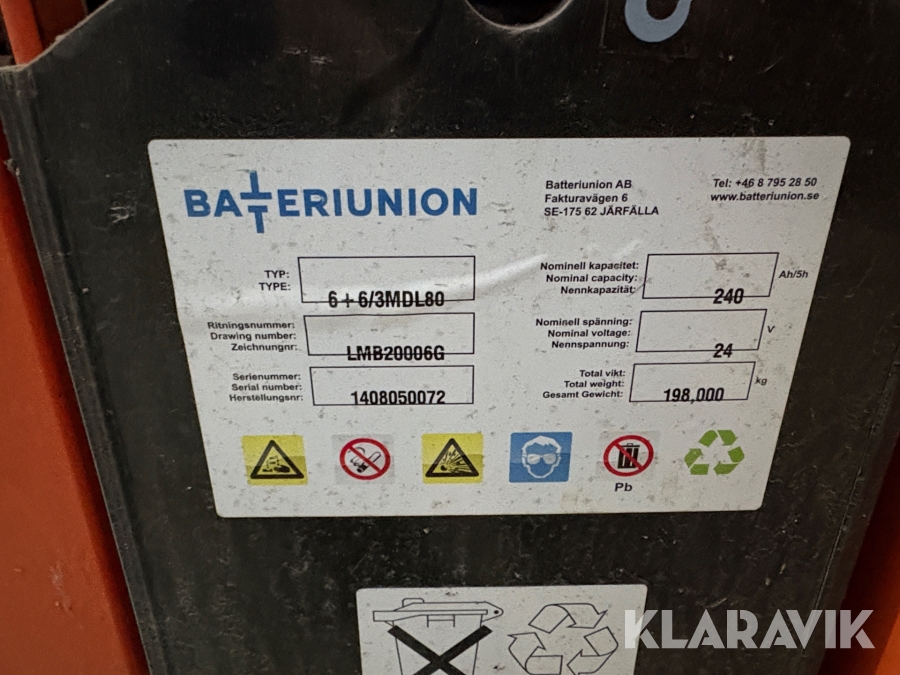 BATTERIUNION
Batteriunion AB
Fakturavägen 6
SE-175 62 JÄRFÄLLA
Tel: +46 8 795 28 50
www.batteriunion.se
TYP:
TYPE:
6 + 6/3MDL80
Ritningsnummer:
Drawing number:
Zeichnungnr:
LMB20006G
Serienummer:
Serial number:
Herstellungsnr:
1408050072
Nominell kapacitet:
Nominal capacity:
Nennkapazität:
240
Ah/5h
Nominell spänning:
Nominal voltage:
Nennspannung:
24
V
Total vikt:
Total weight:
Gesamt Gewicht:
198,000
kg
Pb
KLARAVIK